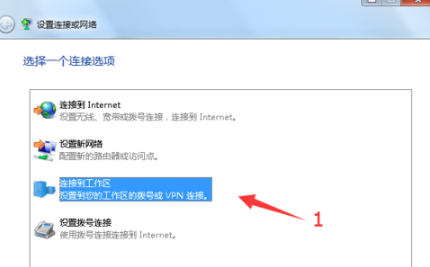 设置连接或网络
选择一个连接选项
连接到 Internet
设置无线、宽带或拨号连接，连接到 Internet。
设置新网络
配置新的路由器或访问点。
连接到工作区
设置到您的工作区的拨号或 VPN 连接。
1
设置拨号连接
使用拨号连接连接到 Internet。